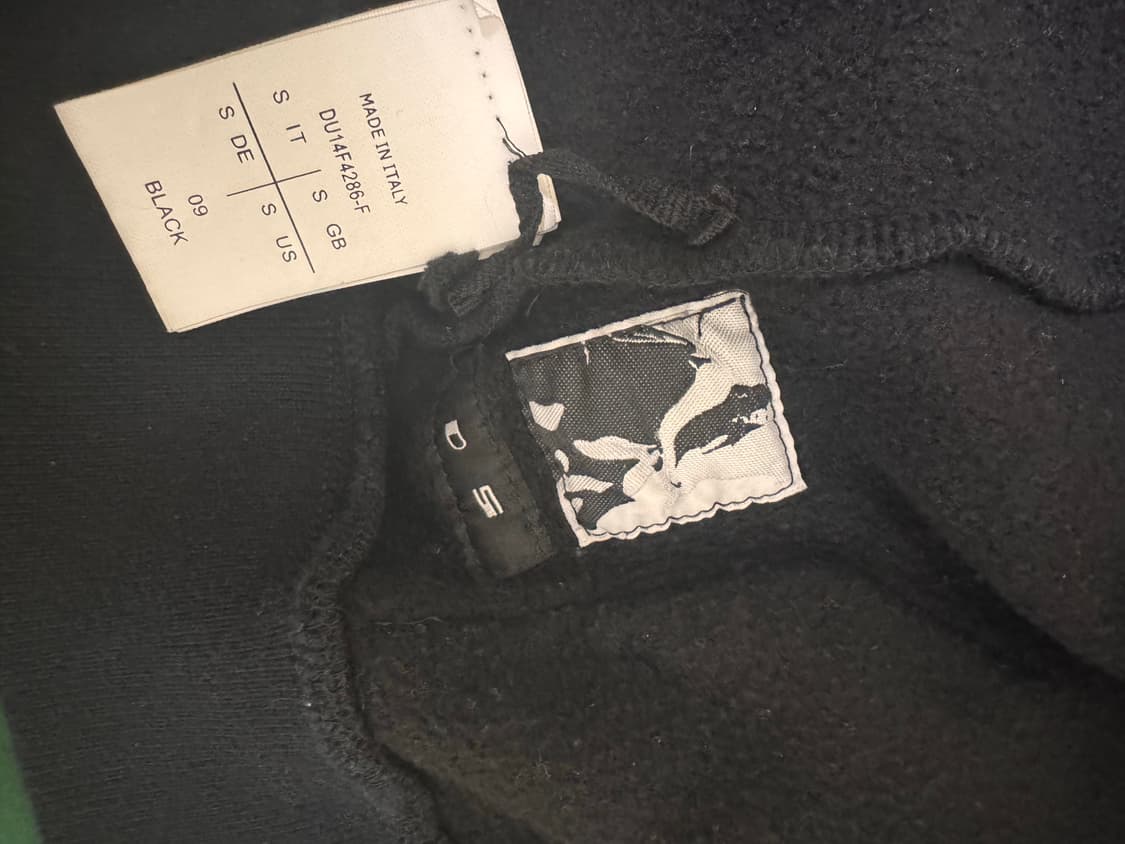 MADE IN ITALY
DU14F4286-F
S IT S GB
S DE S US
09
BLACK
D S